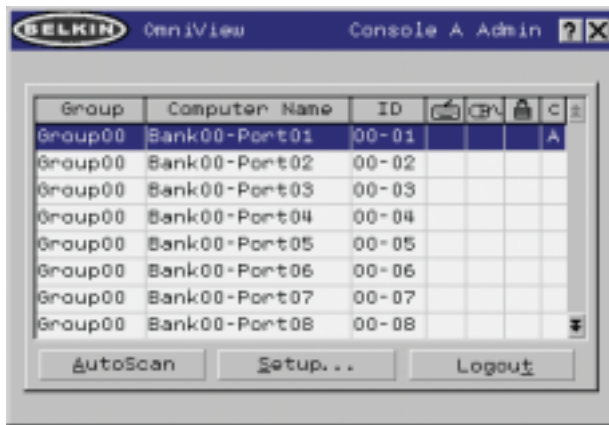 BELKIN OmniView Console A Admin ? X
Group Computer Name ID C
Group00 Bank00-Port01 00-01 A
Group00 Bank00-Port02 00-02
Group00 Bank00-Port03 00-03
Group00 Bank00-Port04 00-04
Group00 Bank00-Port05 00-05
Group00 Bank00-Port06 00-06
Group00 Bank00-Port07 00-07
Group00 Bank00-Port08 00-08
AutoScan Setup... Logout